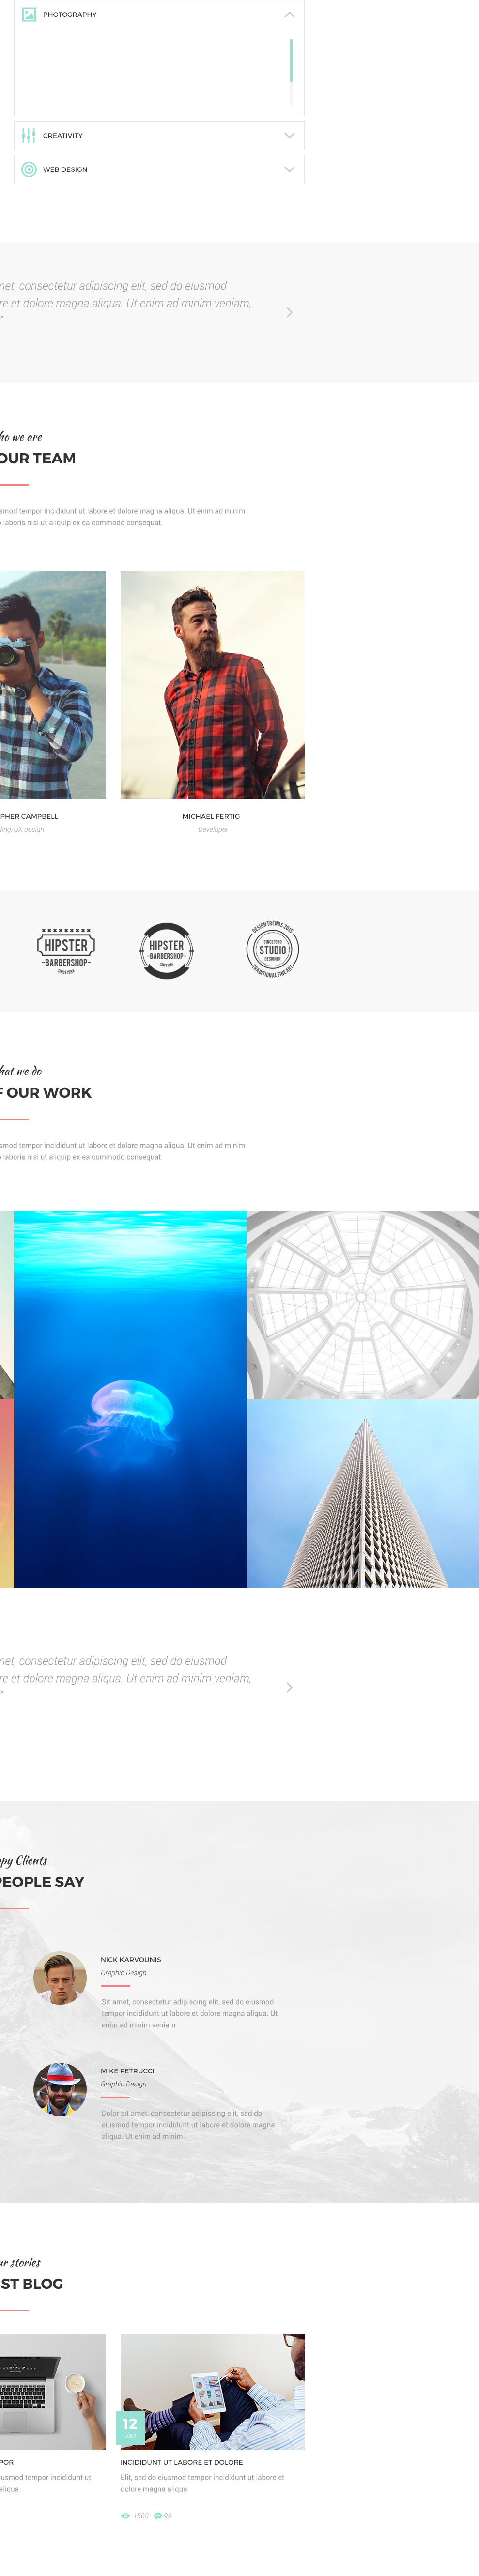 PHOTOGRAPHY
CREATIVITY
WEB DESIGN
met, consectetur adipiscing elit, sed do eiusmod
re et dolore magna aliqua. Ut enim ad minim veniam,
"
ho we are
OUR TEAM
smod tempor incididunt ut labore et dolore magna aliqua. Ut enim ad minim
laboris nisi ut aliquip ex ea commodo consequat.
PHER CAMPBELL
ding/UX design
MICHAEL FERTIG
Developer
HIPSTER
-BARBERSHOP-
SINCE 1969
HIPSTER
-BARBERSHOP-
SINCE 1969
DESIGN TRENDS 2015
SINCE 1980
STUDIO
DESIGNER
TRADITIONAL FINE ART
hat we do
F OUR WORK
smod tempor incididunt ut labore et dolore magna aliqua. Ut enim ad minim
laboris nisi ut aliquip ex ea commodo consequat.
met, consectetur adipiscing elit, sed do eiusmod
re et dolore magna aliqua. Ut enim ad minim veniam,
"
ppy Clients
PEOPLE SAY
NICK KARVOUNIS
Graphic Design
Sit amet, consectetur adipiscing elit, sed do eiusmod
tempor incididunt ut labore et dolore magna aliqua. Ut
enim ad minim veniam
MIKE PETRUCCI
Graphic Design
Dolor sit amet, consectetur adipiscing elit, sed do
eiusmod tempor incididunt ut labore et dolore magna
aliqua. Ut enim ad minim.
ur stories
ST BLOG
12
Jan
POR
iusmod tempor incididunt ut
aliqua.
INCIDIDUNT UT LABORE ET DOLORE
Elit, sed do eiusmod tempor incididunt ut labore et
dolore magna aliqua.
1560 98